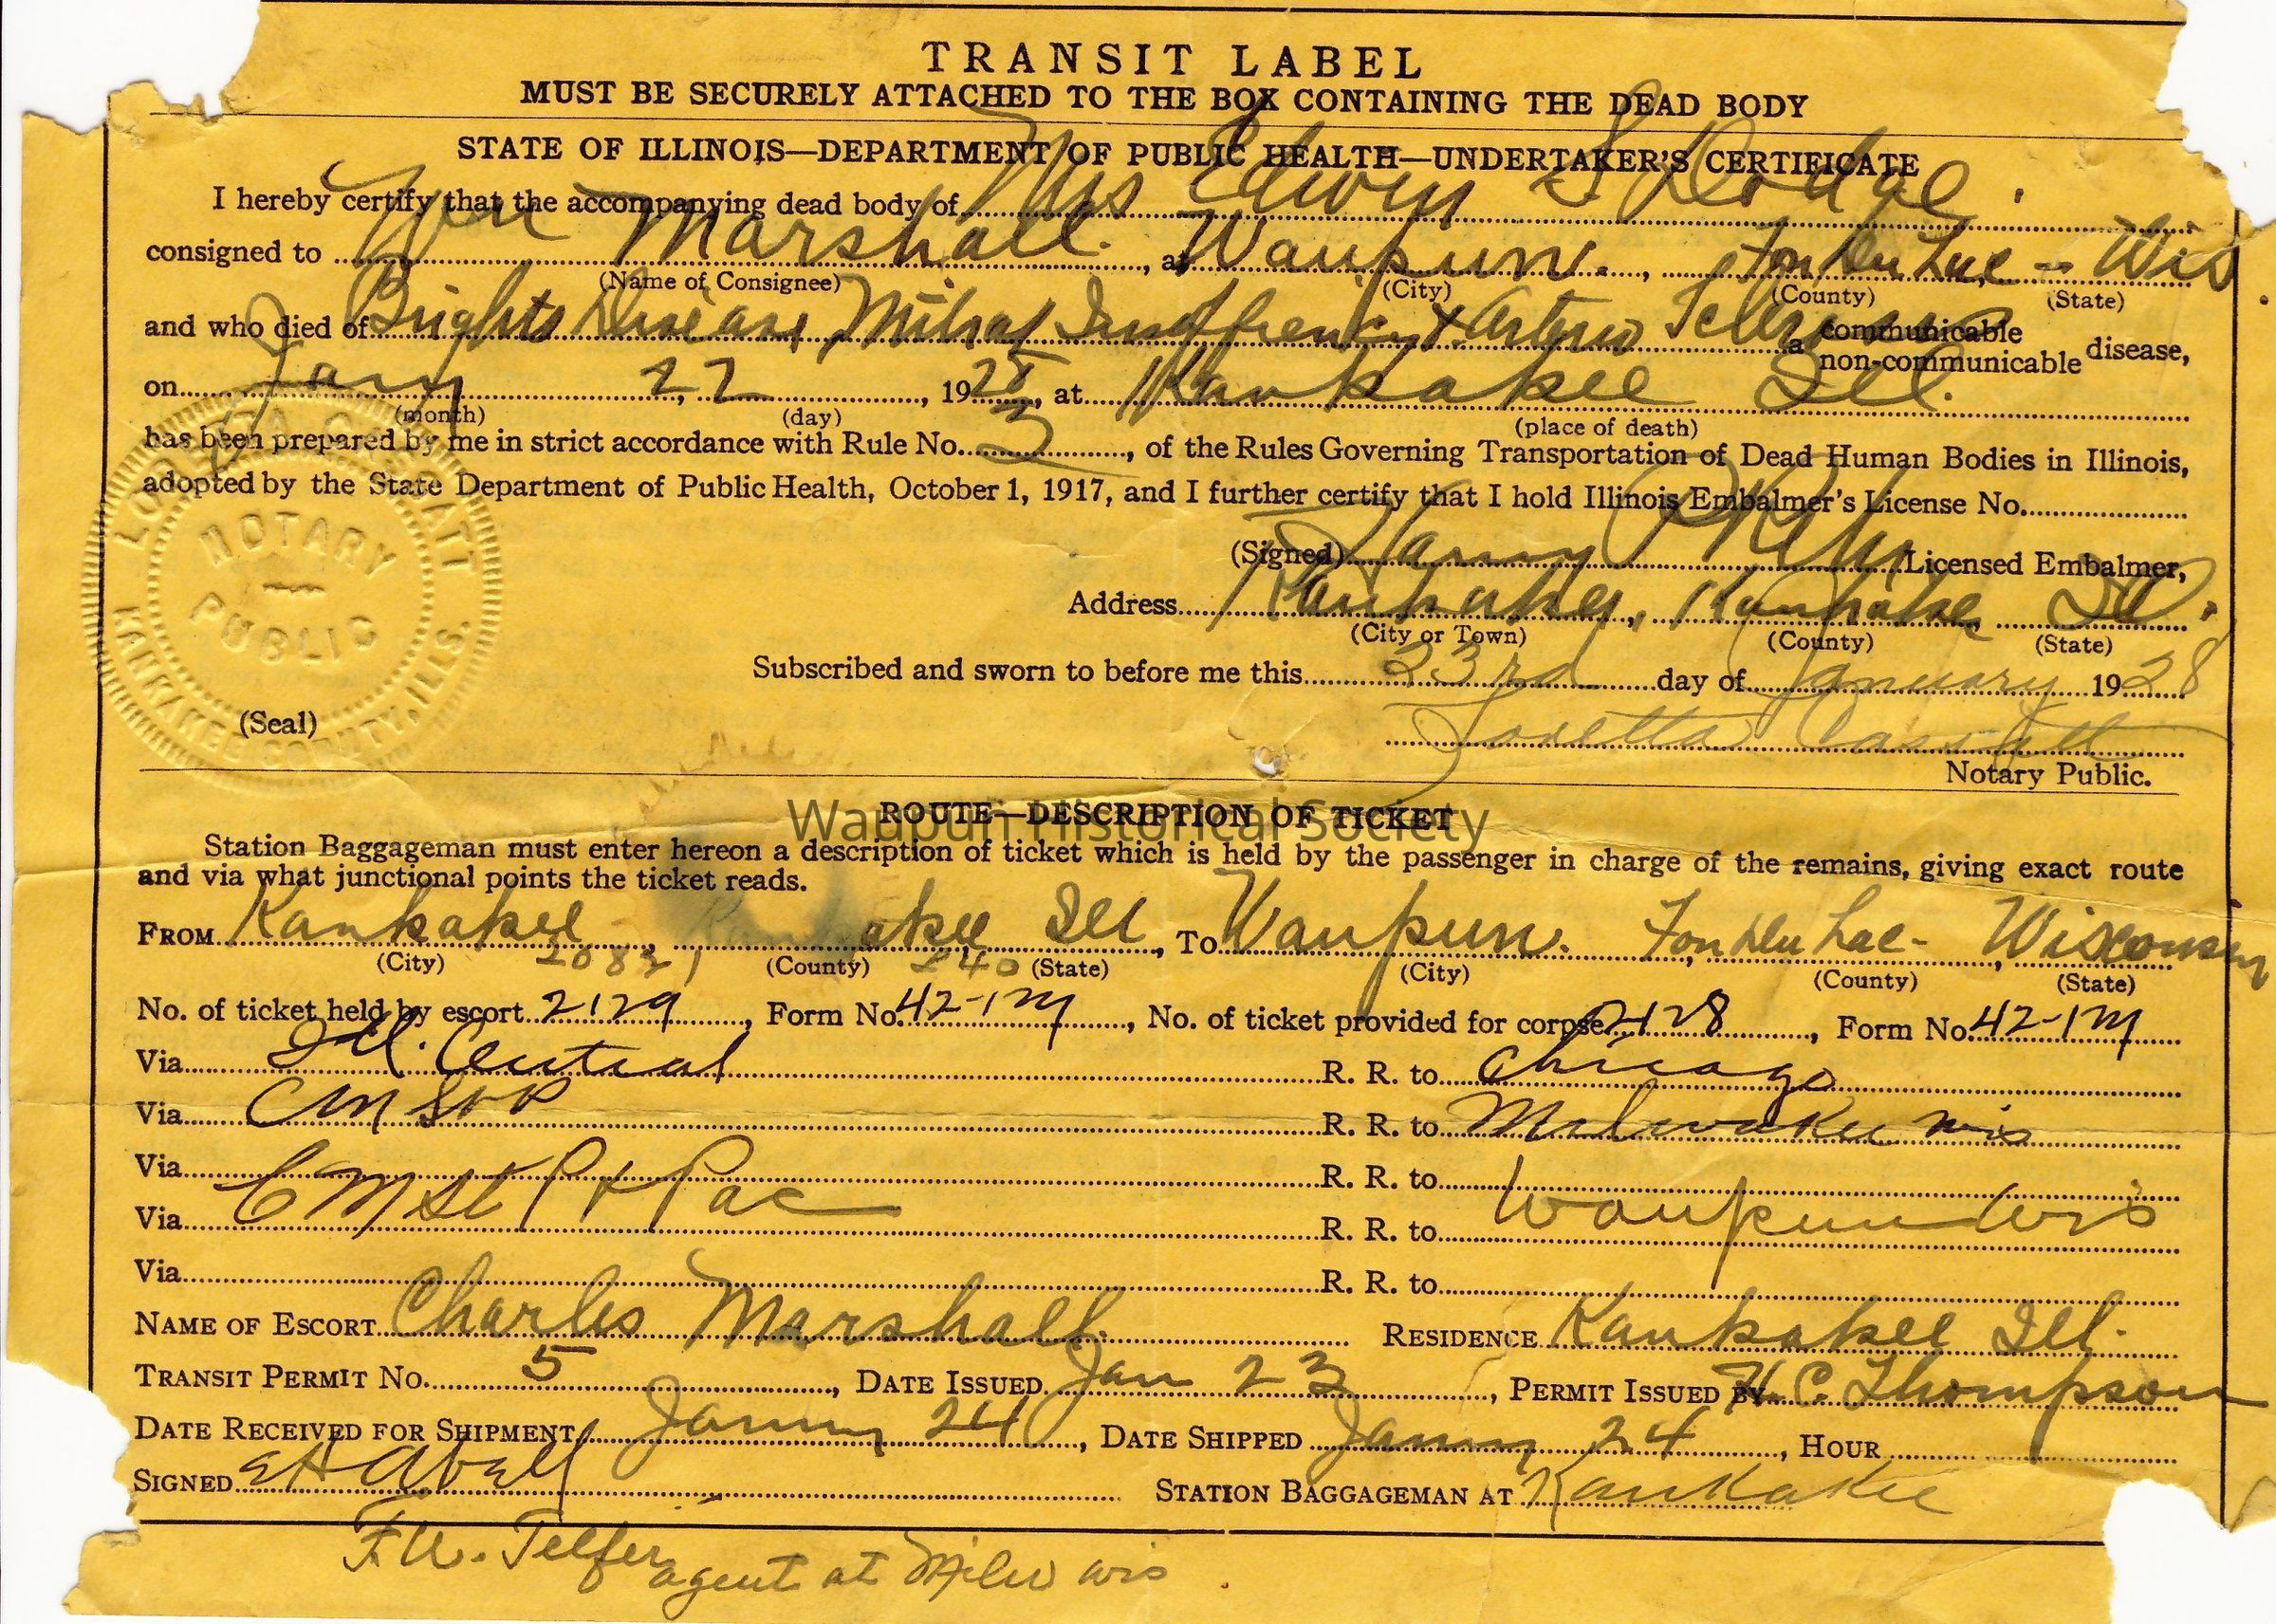 TRANSIT LABEL
MUST BE SECURELY ATTACHED TO THE BOX CONTAINING THE DEAD BODY
STATE OF ILLINOIS—DEPARTMENT OF PUBLIC HEALTH—UNDERTAKER'S CERTIFICATE
I hereby certify that the accompanying dead body of Mrs Edwin S Dodge.
consigned to Wm Marshall., at Waupun., Fon Du Lac - Wis.
(Name of Consignee) (City) (County) (State)
and who died of Brights Disease, Mitral Insuffiency & Arterio a communicable non-communicable disease,
on Jany 22, 1928, at Kankakee Ill.
(month) (day) (place of death)
has been prepared by me in strict accordance with Rule No. 3, of the Rules Governing Transportation of Dead Human Bodies in Illinois,
adopted by the State Department of Public Health, October 1, 1917, and I further certify that I hold Illinois Embalmer's License No.
(Signed) Harvey Licensed Embalmer,
Address Kankakee, Kankakee, Ill.
(City or Town) (County) (State)
Subscribed and sworn to before me this 23rd day of January 1928
Loretta
Notary Public.
NOTARY PUBLIC
KANKAKEE COUNTY, ILLS.
(Seal)
Waupun Historical Society
ROUTE—DESCRIPTION OF TICKET
Station Baggageman must enter hereon a description of ticket which is held by the passenger in charge of the remains, giving exact route
and via what junctional points the ticket reads.
FROM Kankakee, Kankakee Ill, To Waupun. Fon Du Lac-, Wisconsin
(City) (County) (State) (City) (County) (State)
No. of ticket held by escort 2129, Form No. 42-1M, No. of ticket provided for corpse 2128, Form No. 42-1M
Via Ill. Central R. R. to Chicago
Via CM St P R. R. to Milwakee Wis
Via R. R. to
Via CM St P & Pac R. R. to Waupun Wis
Via R. R. to
NAME OF ESCORT Charles Marshall. RESIDENCE Kankakee Ill.
TRANSIT PERMIT No. 5, DATE ISSUED Jan 23, PERMIT ISSUED BY H. C. Thompson
DATE RECEIVED FOR SHIPMENT Janury 24, DATE SHIPPED Janury 24, HOUR
SIGNED STATION BAGGAGEMAN AT Kankakee
F.W. Telfer agent at Milw wis.